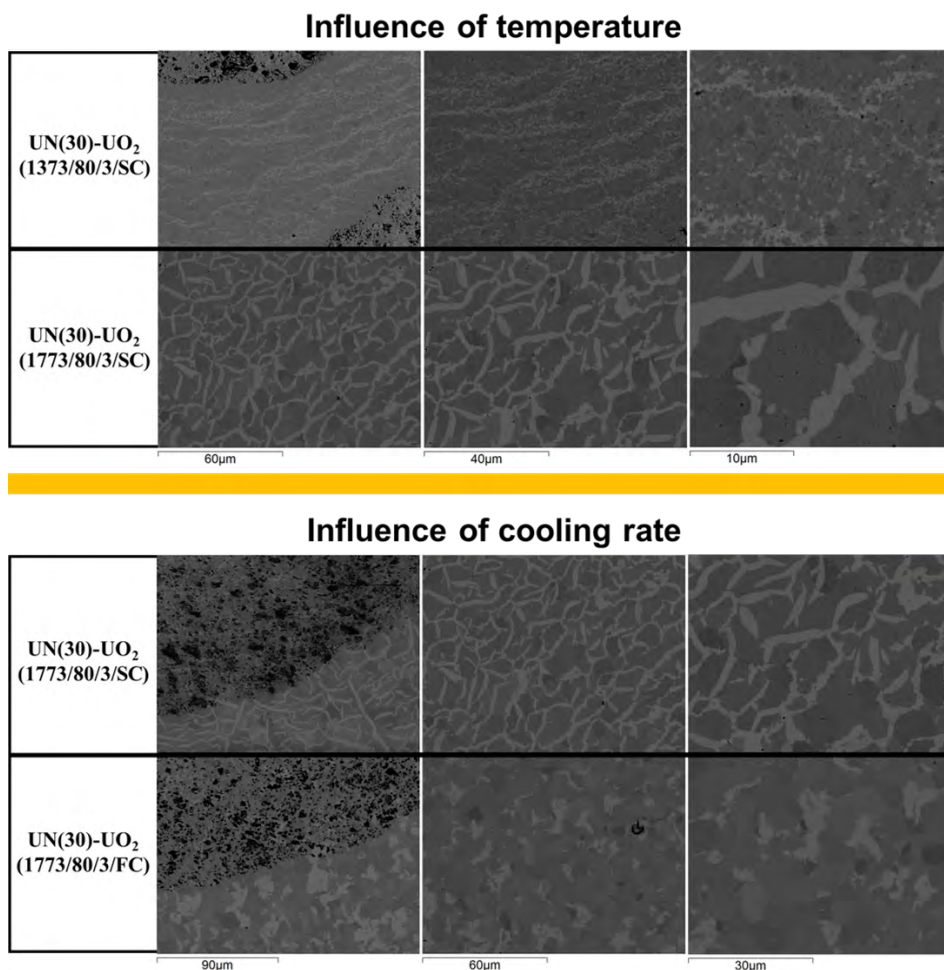 Influence of temperature
UN(30)-UO₂
(1373/80/3/SC)
UN(30)-UO₂
(1773/80/3/SC)
60µm
40µm
10µm
Influence of cooling rate
UN(30)-UO₂
(1773/80/3/SC)
UN(30)-UO₂
(1773/80/3/FC)
90µm
60µm
30µm